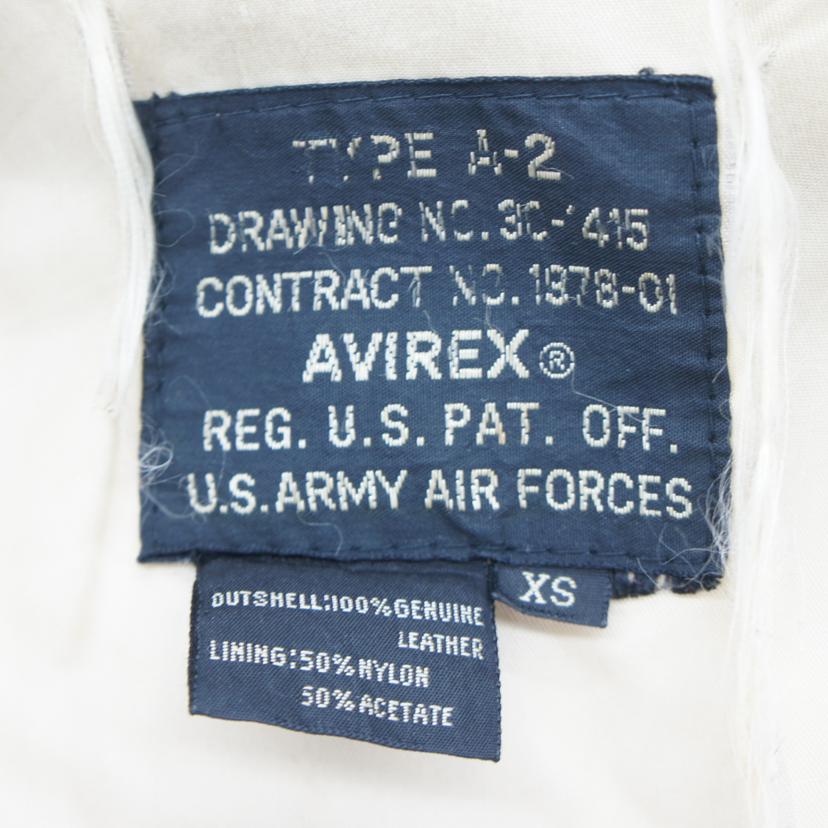 TYPE A-2
DRAWING NO. 30-1415
CONTRACT NO. 1978-01
AVIREX®
REG. U.S. PAT. OFF.
U.S. ARMY AIR FORCES
XS
OUTSHELL:100% GENUINE
LEATHER
LINING:50% NYLON
50% ACETATE